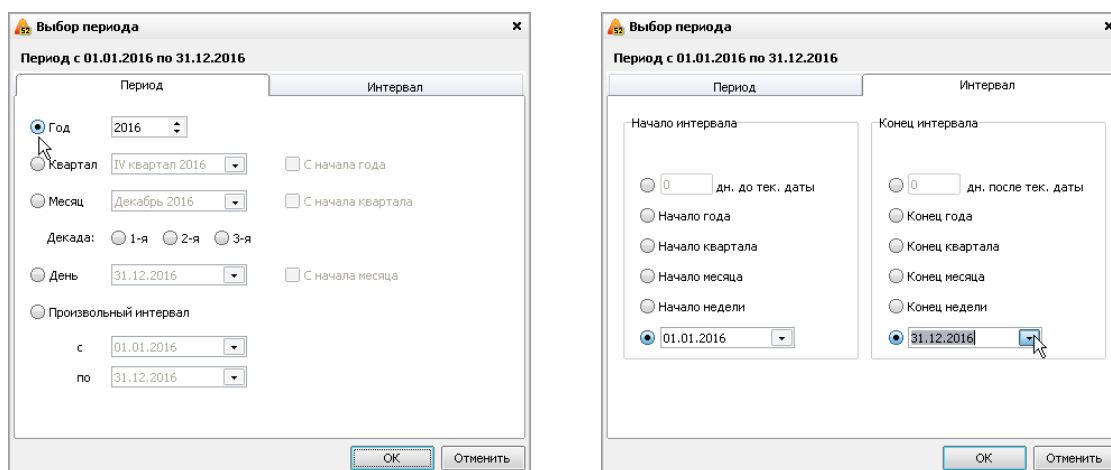 Выбор периода
Период с 01.01.2016 по 31.12.2016
Период Интервал
Год 2016
Квартал IV квартал 2016 С начала года
Месяц Декабрь 2016 С начала квартала
Декада: 1-я 2-я 3-я
День 31.12.2016 С начала месяца
Произвольный интервал
с 01.01.2016
по 31.12.2016
OK Отменить
Выбор периода
Период с 01.01.2016 по 31.12.2016
Период Интервал
Начало интервала Конец интервала
0 дн. до тек. даты 0 дн. после тек. даты
Начало года Конец года
Начало квартала Конец квартала
Начало месяца Конец месяца
Начало недели Конец недели
01.01.2016 31.12.2016
OK Отменить